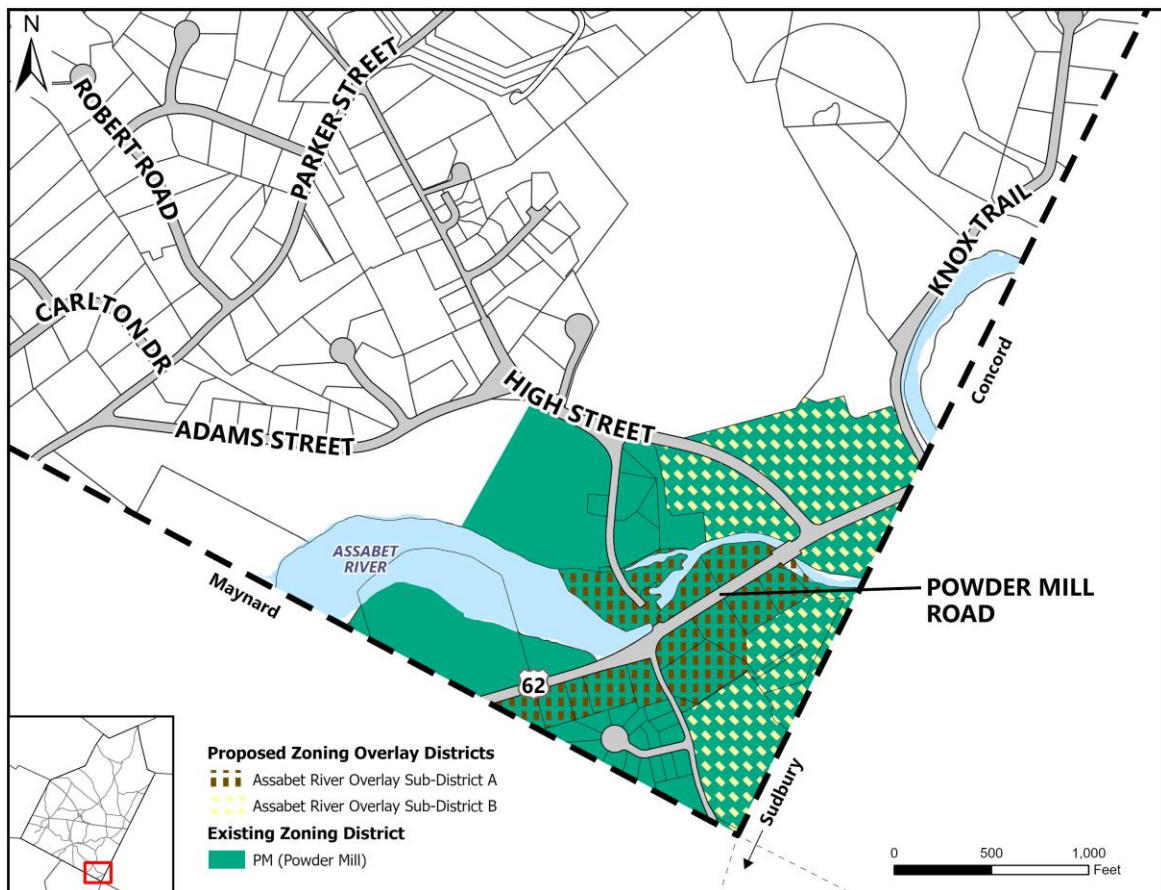 N
ROBERT ROAD
PARKER STREET
KNOX TRAIL
CARLTON DR
Concord
HIGH STREET
ADAMS STREET
ASSABET
RIVER
Maynard
POWDER MILL
ROAD
62
Proposed Zoning Overlay Districts
Assabet River Overlay Sub-District A
Assabet River Overlay Sub-District B
Existing Zoning District
PM (Powder Mill)
Sudbury
0 500 1,000
Feet